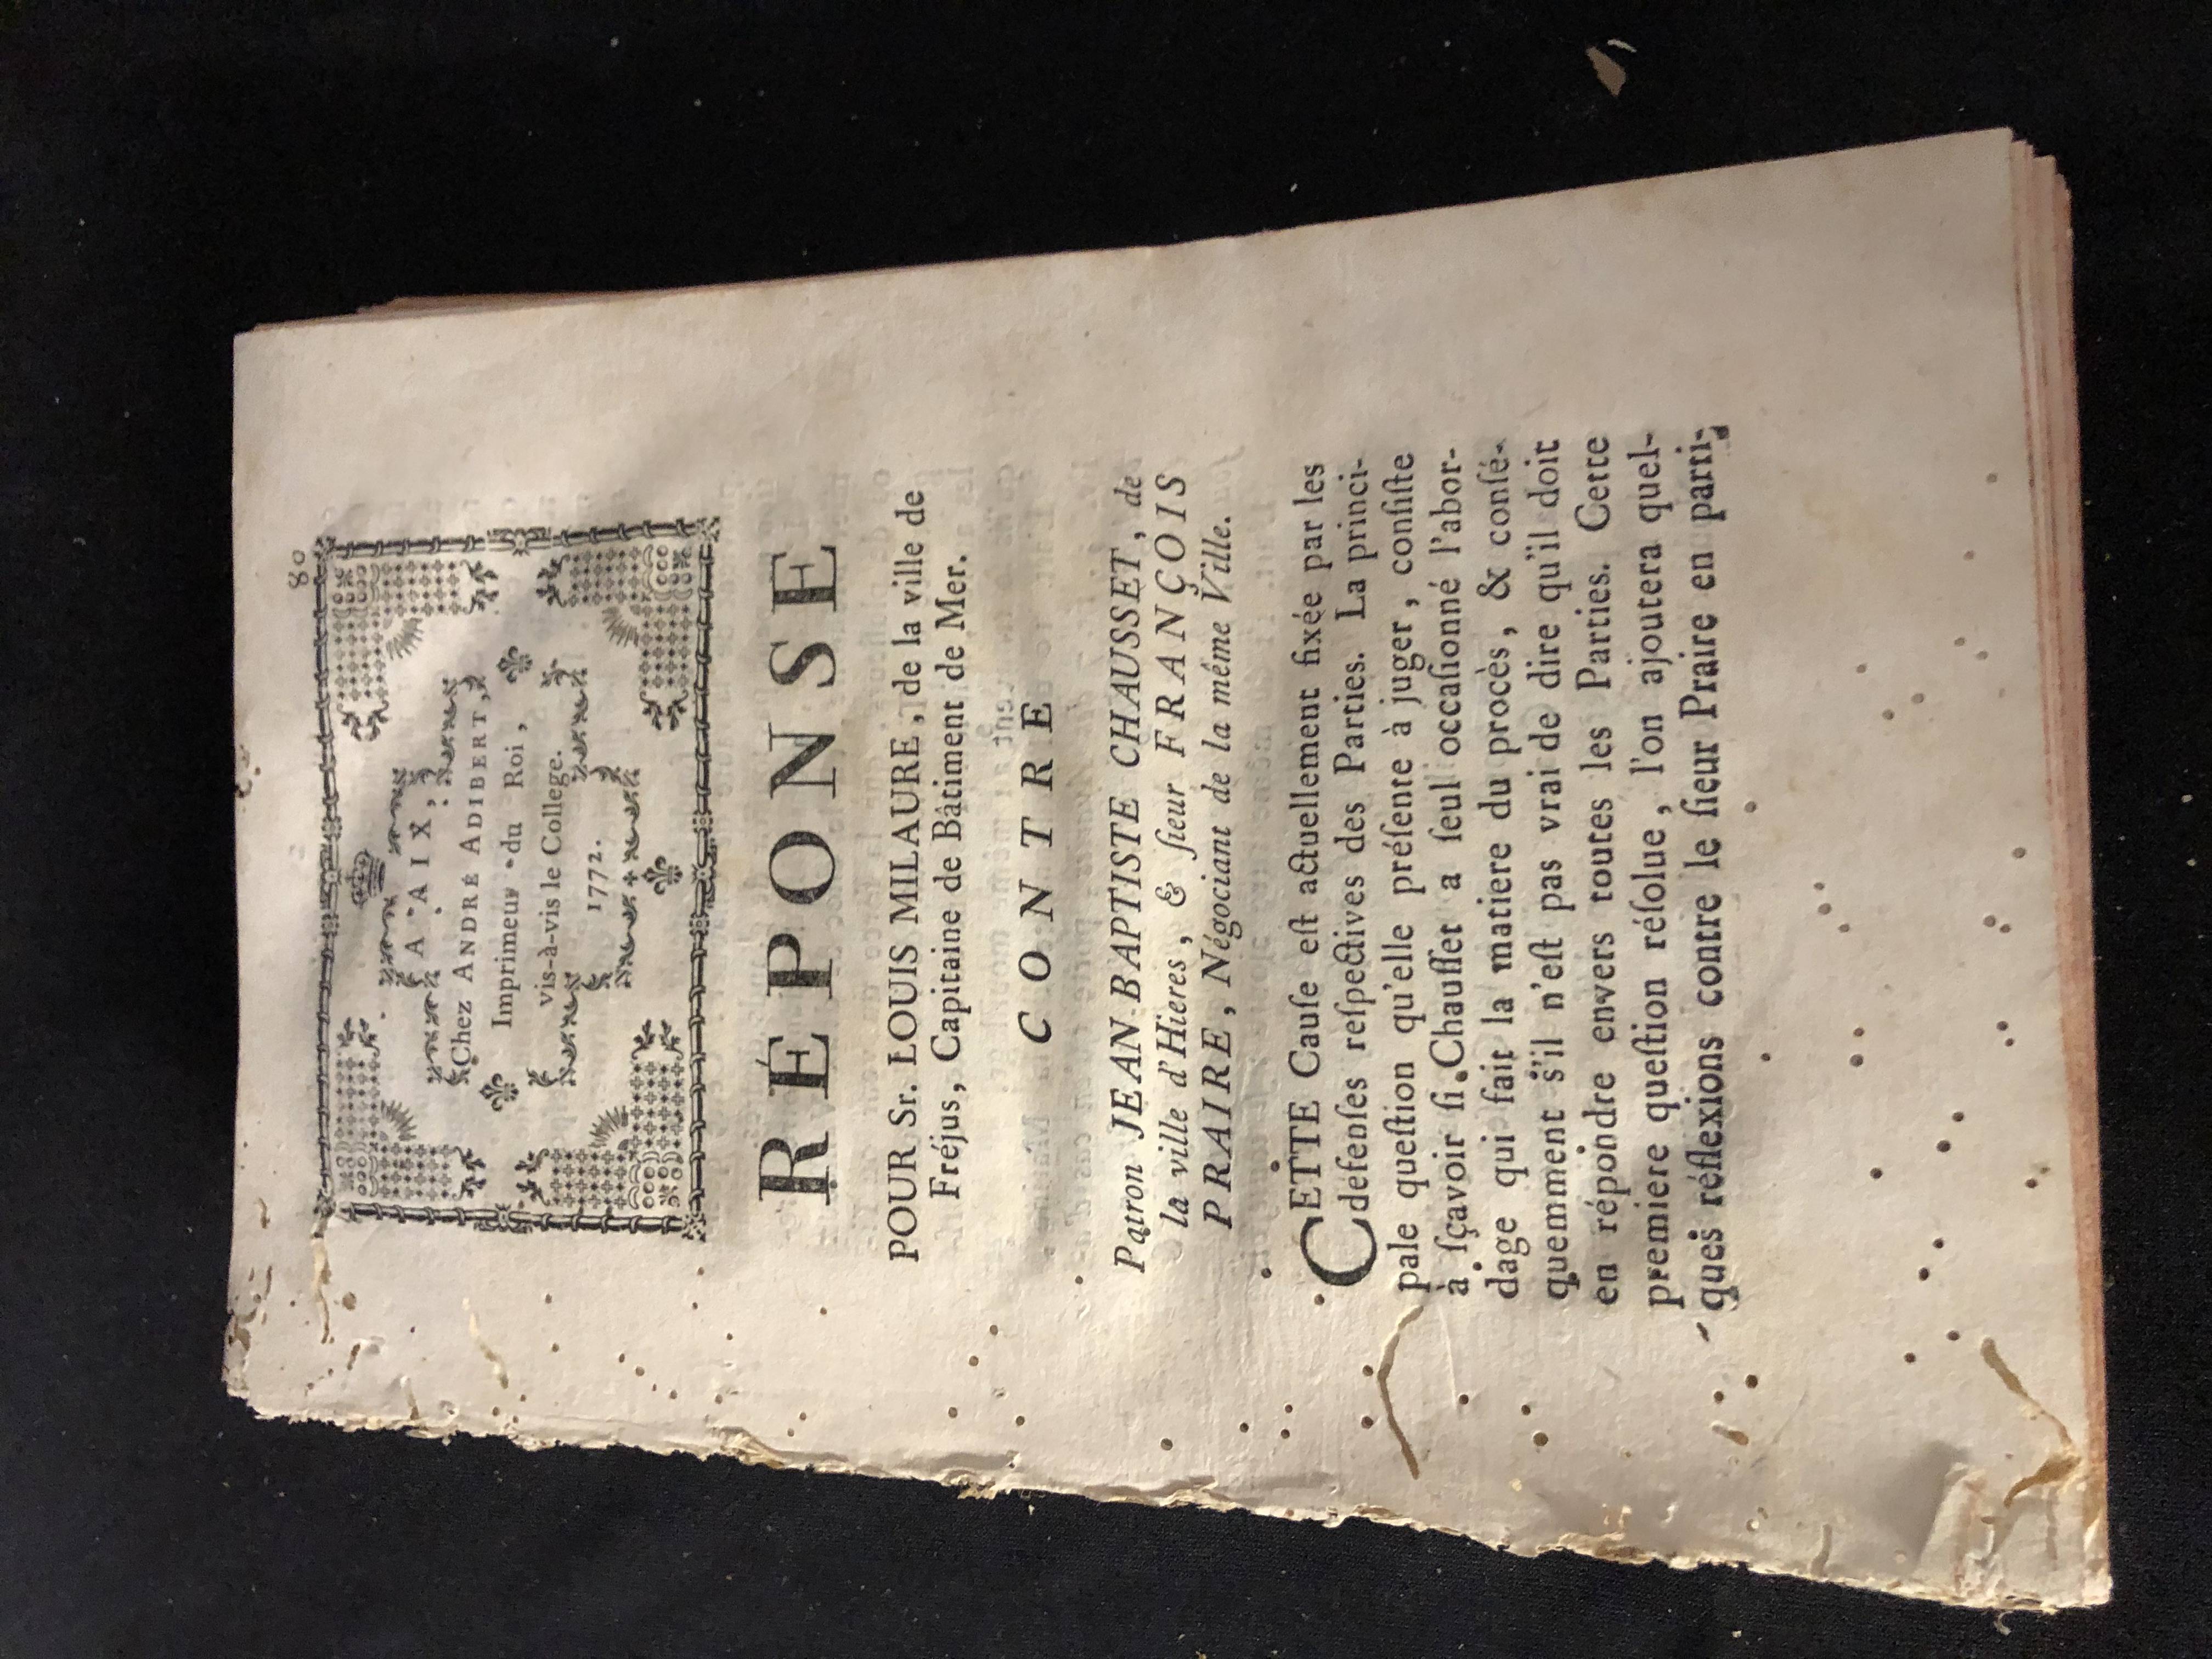 80
A AIX,
Chez ANDRÉ ADIBERT,
Imprimeur du Roi,
vis-à-vis le College.
1772.
RÉPONSE
POUR Sr. LOUIS MILAURE, de la ville de
Fréjus, Capitaine de Bâtiment de Mer.
CONTRE
Patron JEAN-BAPTISTE CHAUSSET, de
la ville d'Hieres, & ſieur FRANÇOIS
PRAIRE, Négociant de la même Ville.
CETTE Cauſe eſt actuellement fixée par les
defenſes reſpectives des Parties. La princi-
pale queſtion qu'elle préſente à juger, conſiſte
à ſçavoir ſi Chauſſet a ſeul occaſionné l'abor-
dage qui fait la matiere du procès, & conſé-
quemment s'il n'eſt pas vrai de dire qu'il doit
en répondre envers toutes les Parties. Cette
premiere queſtion réſolue, l'on ajoutera quel-
ques réflexions contre le ſieur Praire en parti-